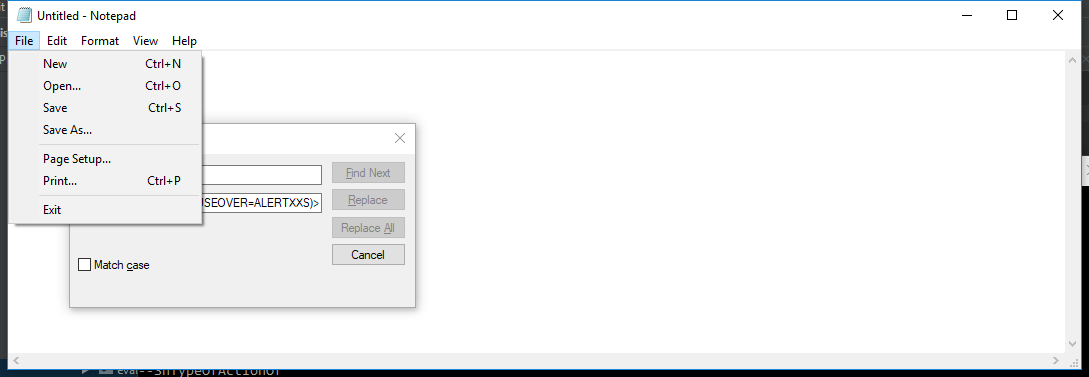 Untitled - Notepad
File Edit Format View Help
New Ctrl+N
Open... Ctrl+O
Save Ctrl+S
Save As...
Page Setup...
Print... Ctrl+P
Exit
Find Next
SEOVER=ALERTXXS)> Replace
Replace All
Cancel
Match case